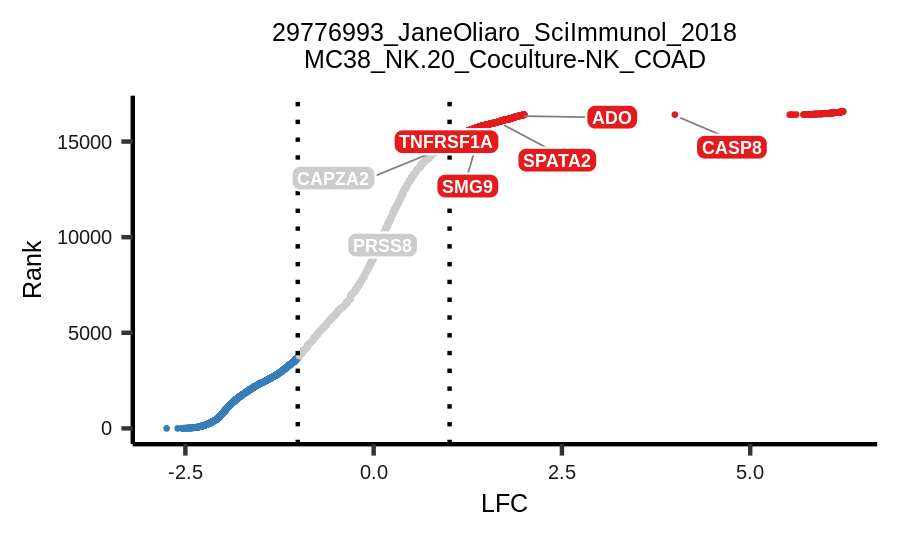 29776993_JaneOliaro_SciImmunol_2018
MC38_NK.20_Coculture-NK_COAD
ADO
TNFRSF1A
CASP8
SPATA2
CAPZA2
SMG9
PRSS8
15000
10000
5000
0
Rank
-2.5
0.0
2.5
5.0
LFC